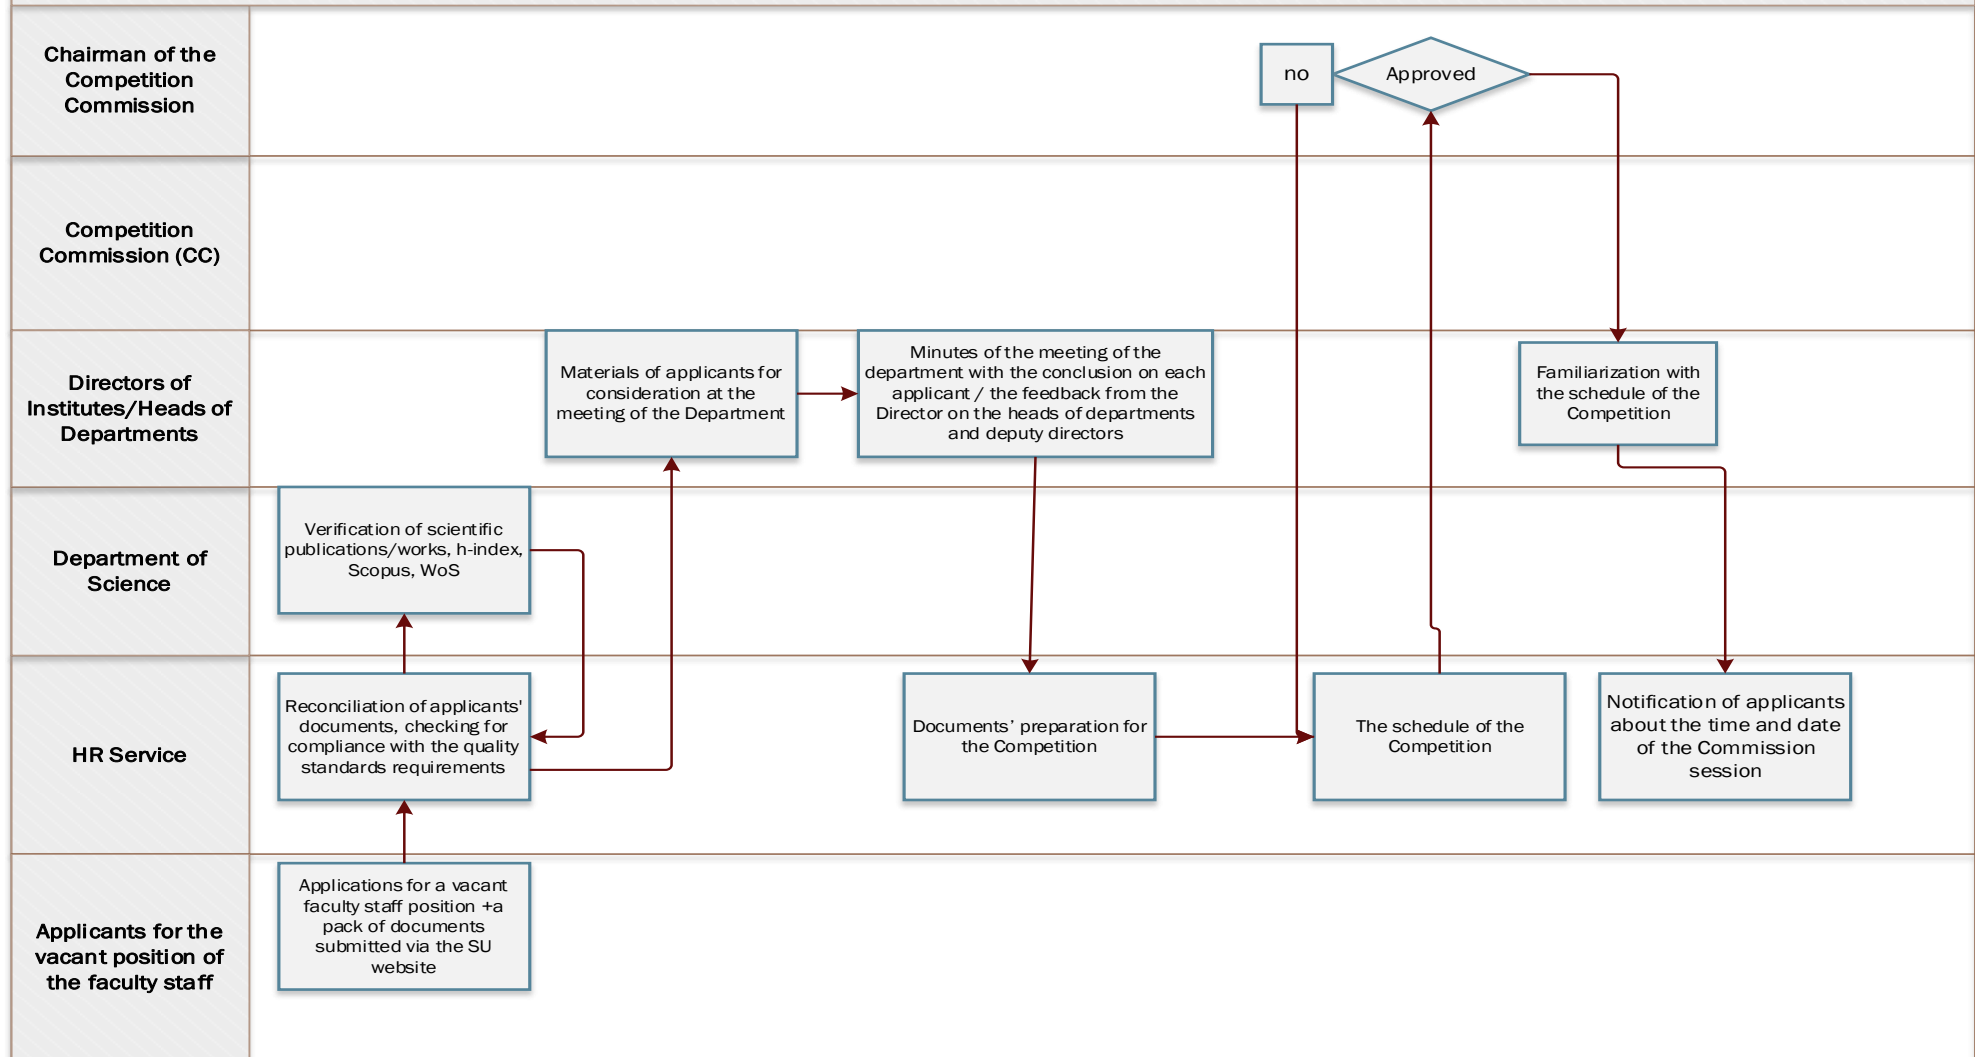 Chairman of the
Competition
Commission
no
Approved
Competition
Commission (CC)
Directors of
Institutes/Heads of
Departments
Materials of applicants for
consideration at the
meeting of the Department
Minutes of the meeting of the
department with the conclusion on each
applicant / the feedback from the
Director on the heads of departments
and deputy directors
Familiarization with
the schedule of the
Competition
Department of
Science
Verification of scientific
publications/works, h-index,
Scopus, WoS
HR Service
Reconciliation of applicants'
documents, checking for
compliance with the quality
standards requirements
Documents’ preparation for
the Competition
The schedule of the
Competition
Notification of applicants
about the time and date
of the Commission
session
Applicants for the
vacant position of
the faculty staff
Applications for a vacant
faculty staff position +a
pack of documents
submitted via the SU
website